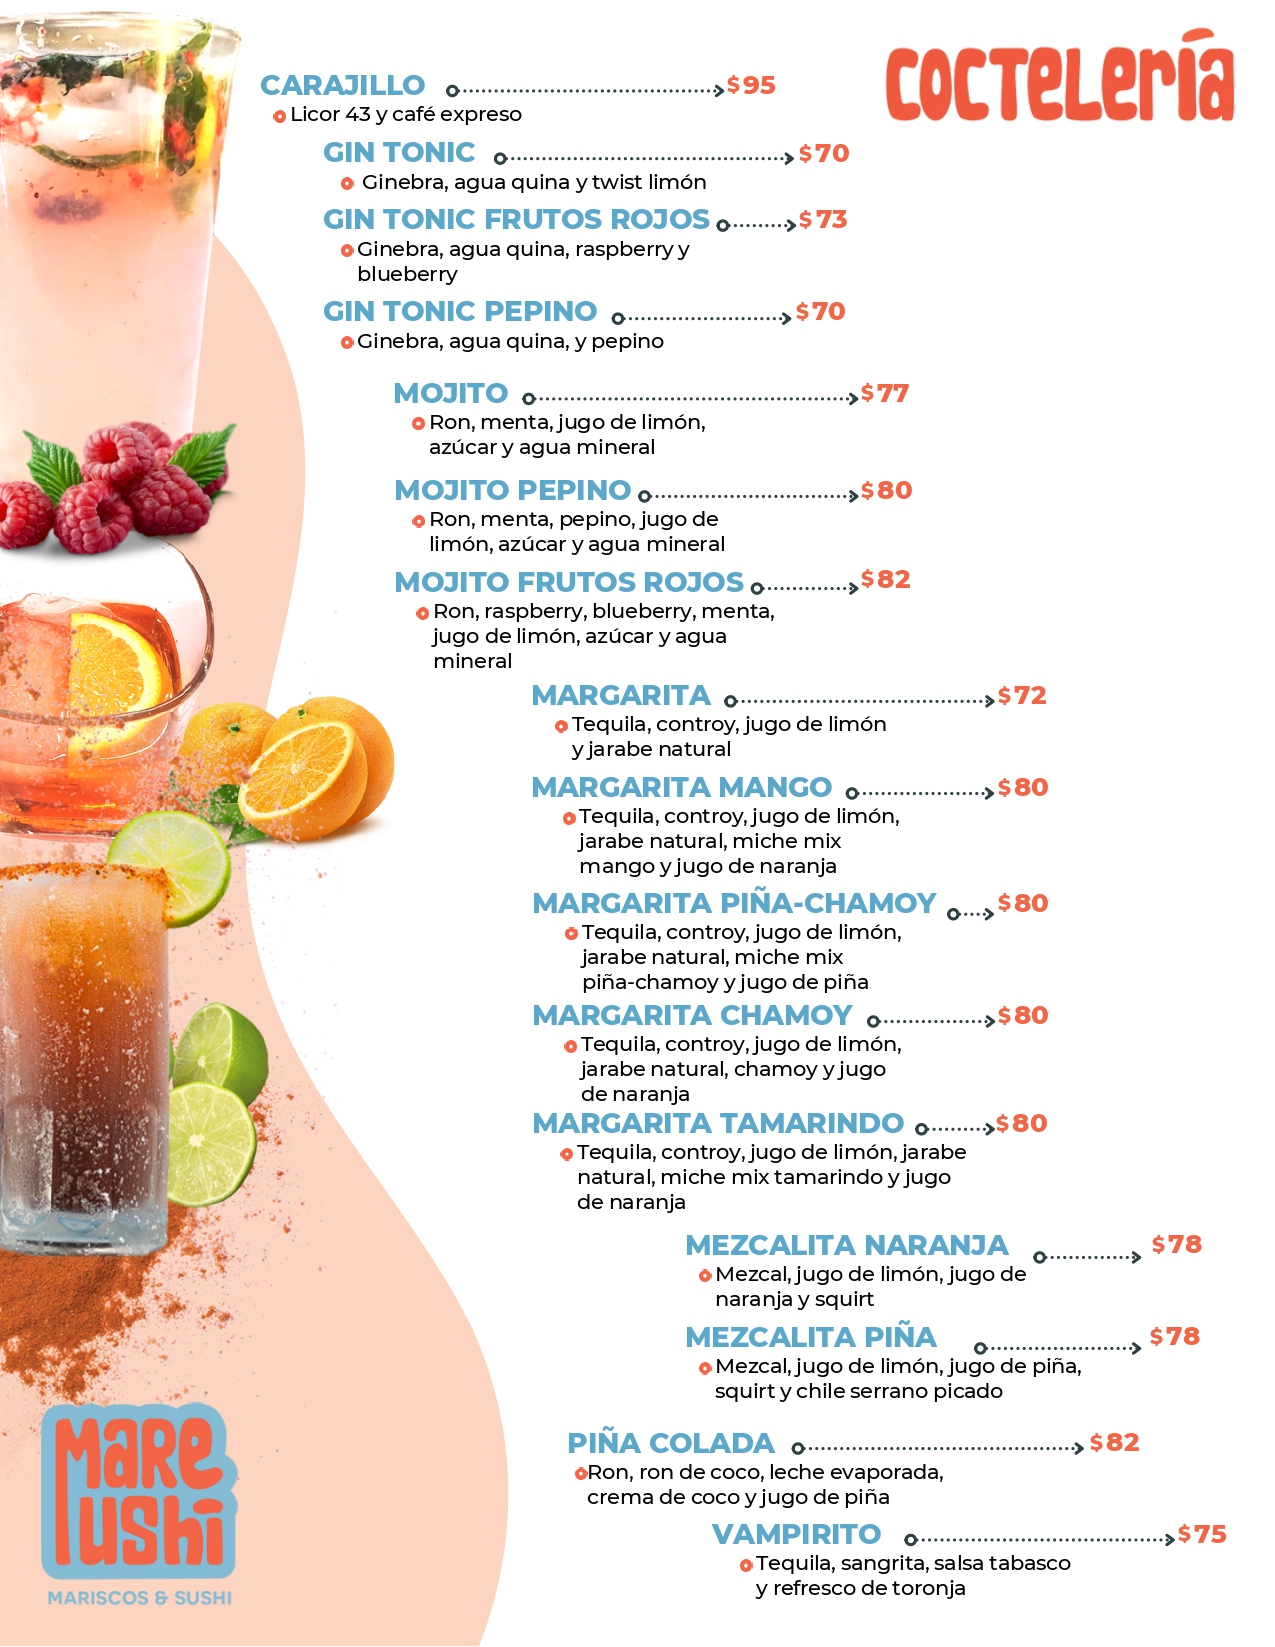 COCTELERÍA
CARAJILLO $95
Licor 43 y café expreso
GIN TONIC $70
Ginebra, agua quina y twist limón
GIN TONIC FRUTOS ROJOS $73
Ginebra, agua quina, raspberry y
blueberry
GIN TONIC PEPINO $70
Ginebra, agua quina, y pepino
MOJITO $77
Ron, menta, jugo de limón,
azúcar y agua mineral
MOJITO PEPINO $80
Ron, menta, pepino, jugo de
limón, azúcar y agua mineral
MOJITO FRUTOS ROJOS $82
Ron, raspberry, blueberry, menta,
jugo de limón, azúcar y agua
mineral
MARGARITA $72
Tequila, controy, jugo de limón
y jarabe natural
MARGARITA MANGO $80
Tequila, controy, jugo de limón,
jarabe natural, miche mix
mango y jugo de naranja
MARGARITA PIÑA-CHAMOY $80
Tequila, controy, jugo de limón,
jarabe natural, miche mix
piña-chamoy y jugo de piña
MARGARITA CHAMOY $80
Tequila, controy, jugo de limón,
jarabe natural, chamoy y jugo
de naranja
MARGARITA TAMARINDO $80
Tequila, controy, jugo de limón, jarabe
natural, miche mix tamarindo y jugo
de naranja
MEZCALITA NARANJA $78
Mezcal, jugo de limón, jugo de
naranja y squirt
MEZCALITA PIÑA $78
Mezcal, jugo de limón, jugo de piña,
squirt y chile serrano picado
PIÑA COLADA $82
Ron, ron de coco, leche evaporada,
crema de coco y jugo de piña
VAMPIRITO $75
Tequila, sangrita, salsa tabasco
y refresco de toronja
MARE
USHI
MARISCOS & SUSHI